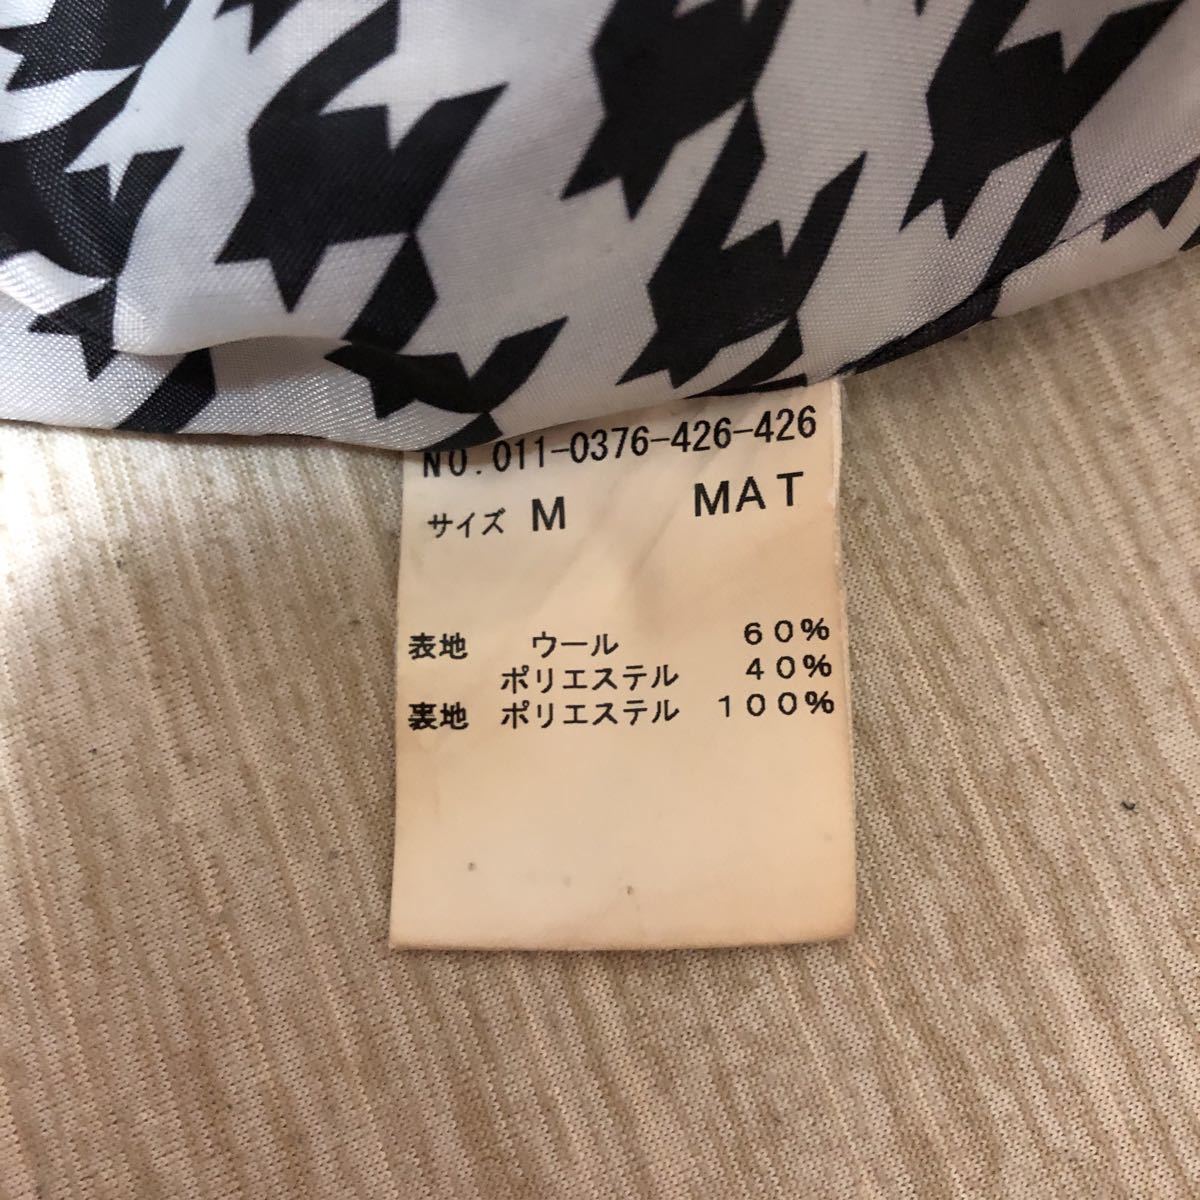 NO.011-0376-426-426
サイズ M MAT
表地 ウール 60%
ポリエステル 40%
裏地 ポリエステル 100%